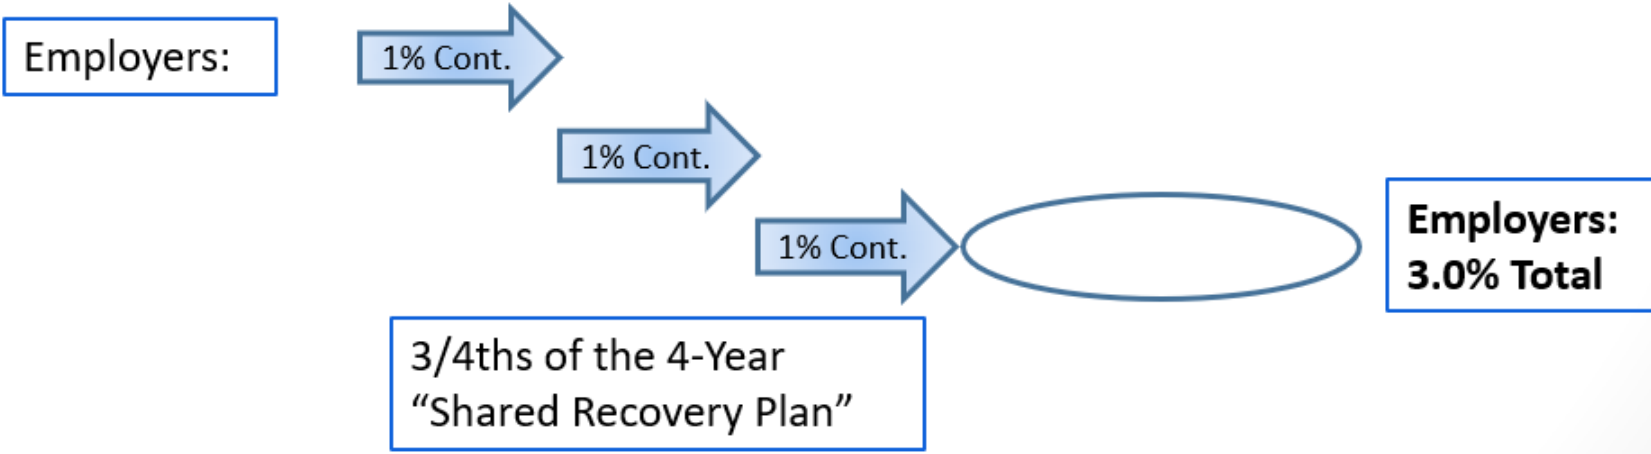 Employers:
1% Cont.
1% Cont.
1% Cont.
Employers:
3.0% Total
3/4ths of the 4-Year
“Shared Recovery Plan”